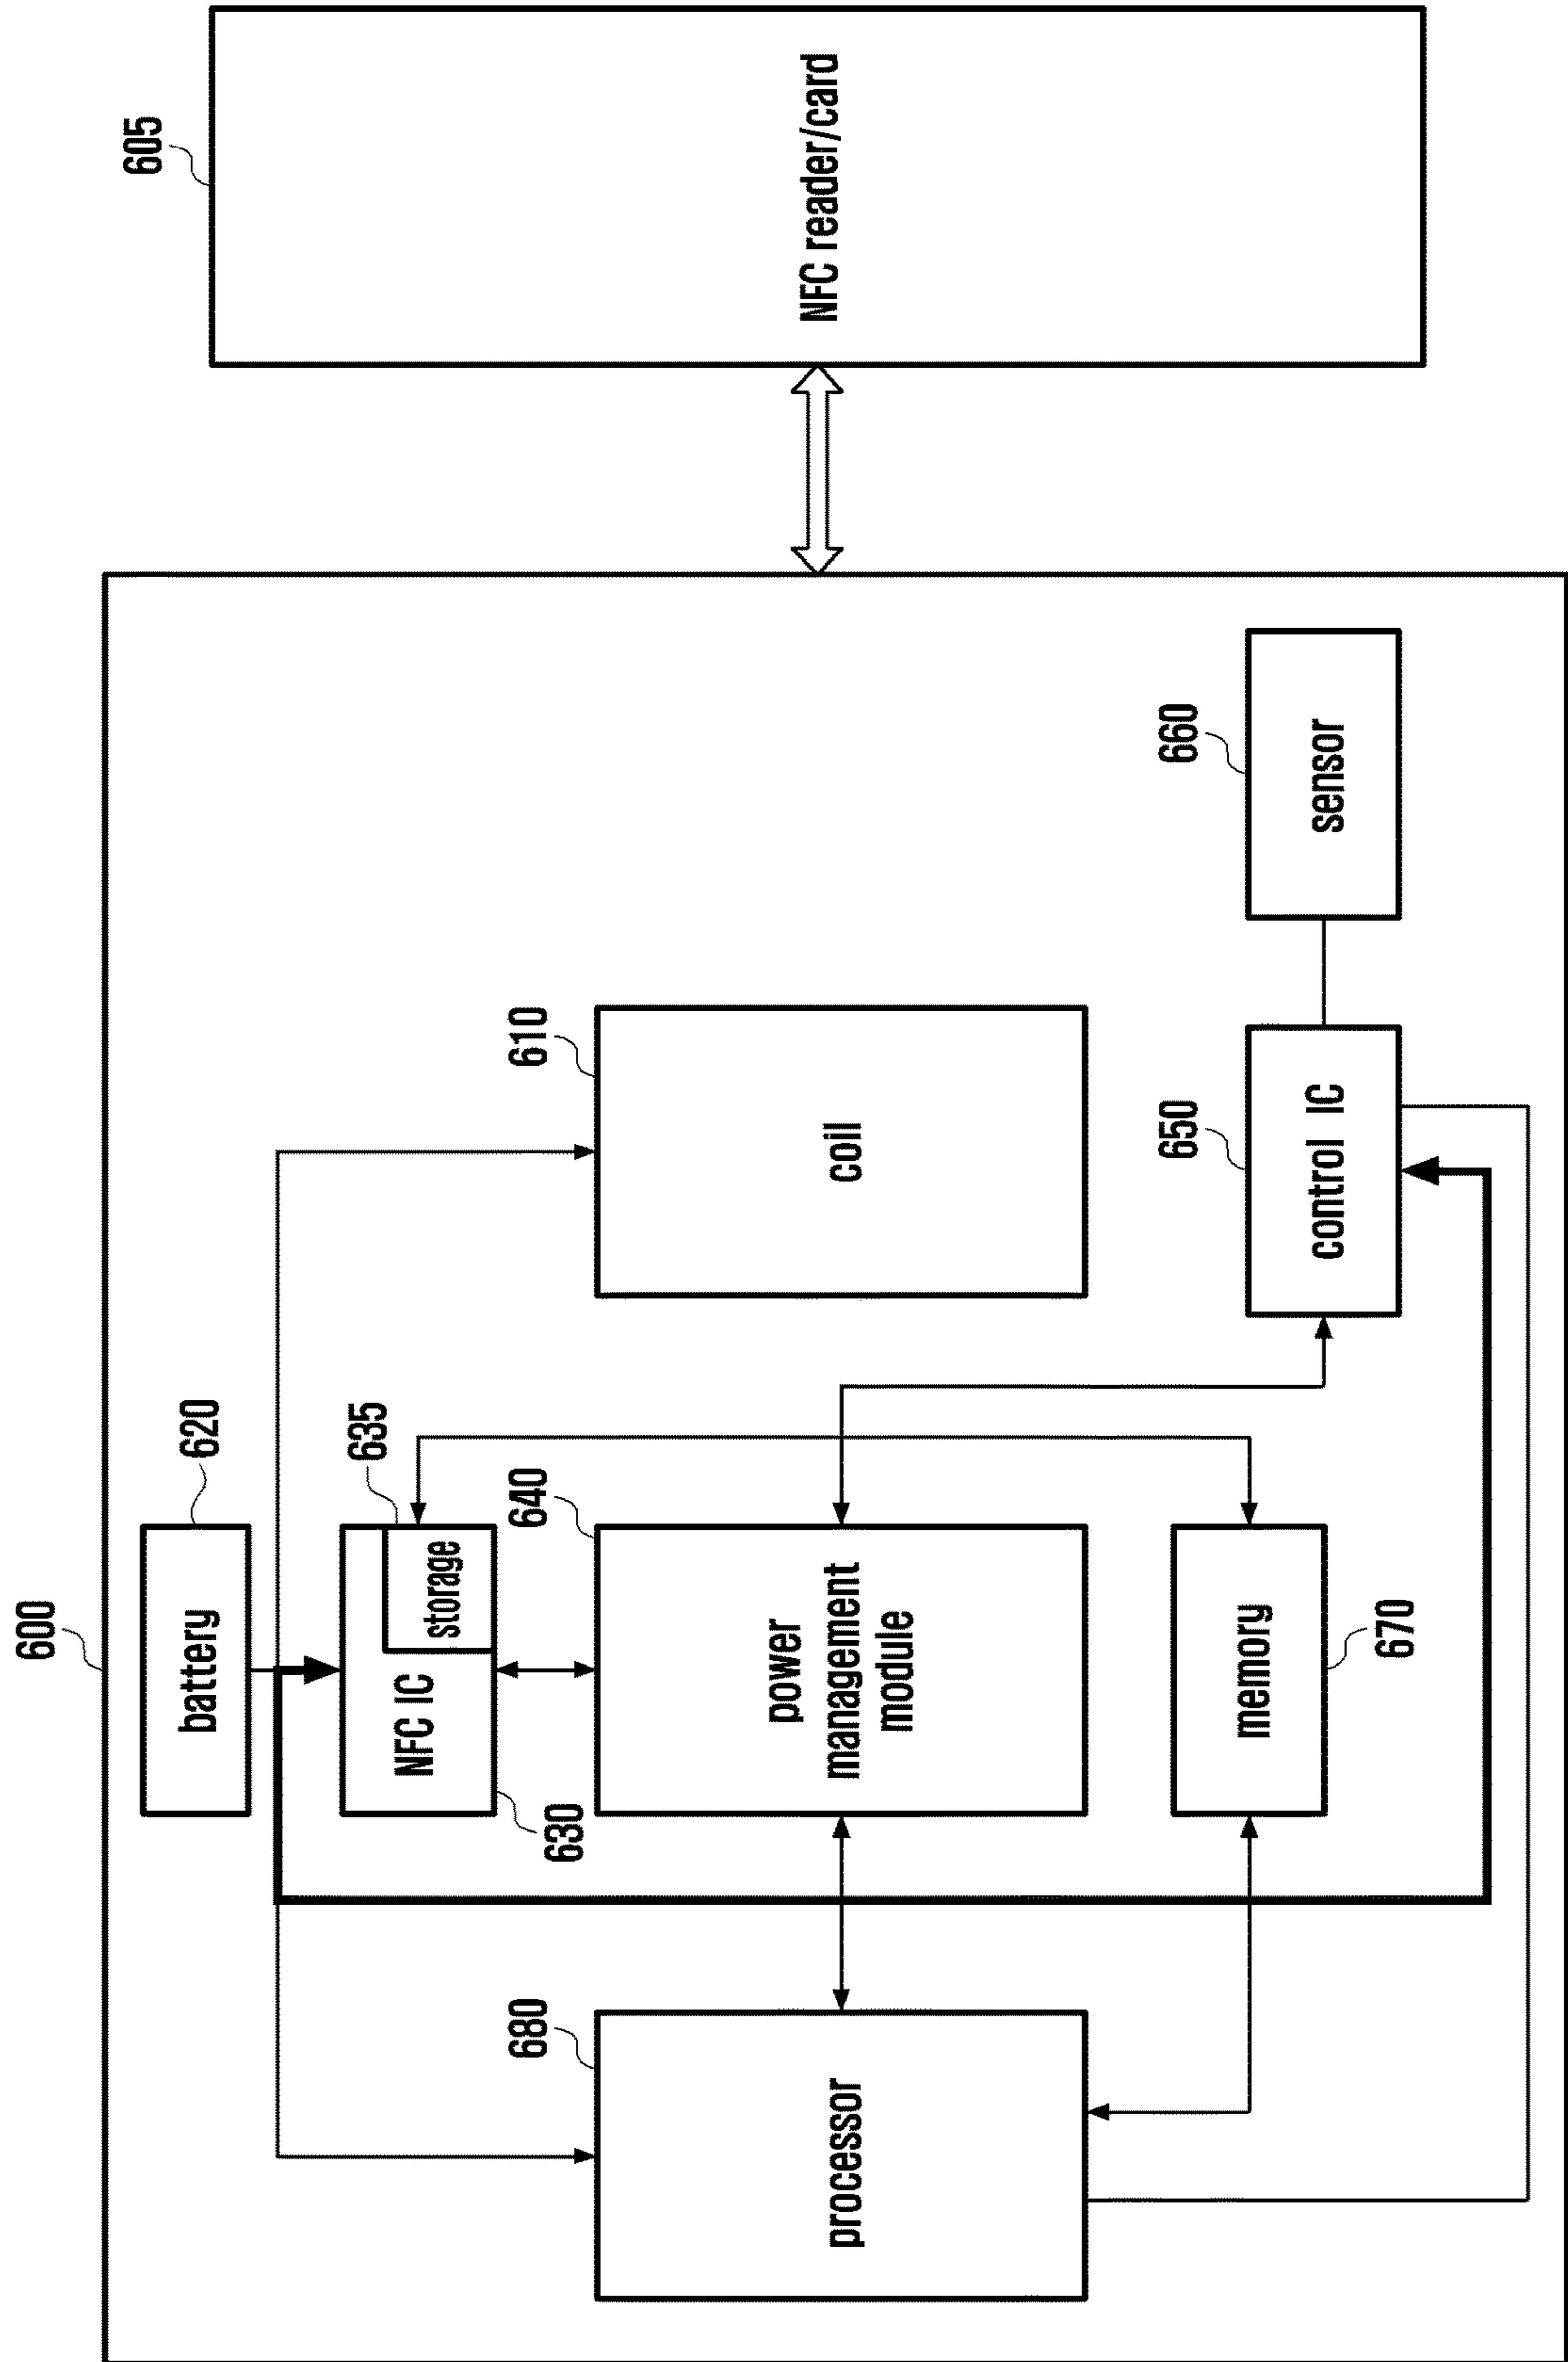 600
battery
620
605
NFC IC
storage
635
630
processor
680
power
management
module
640
coil
610
NFC reader/card
memory
670
control IC
650
sensor
660